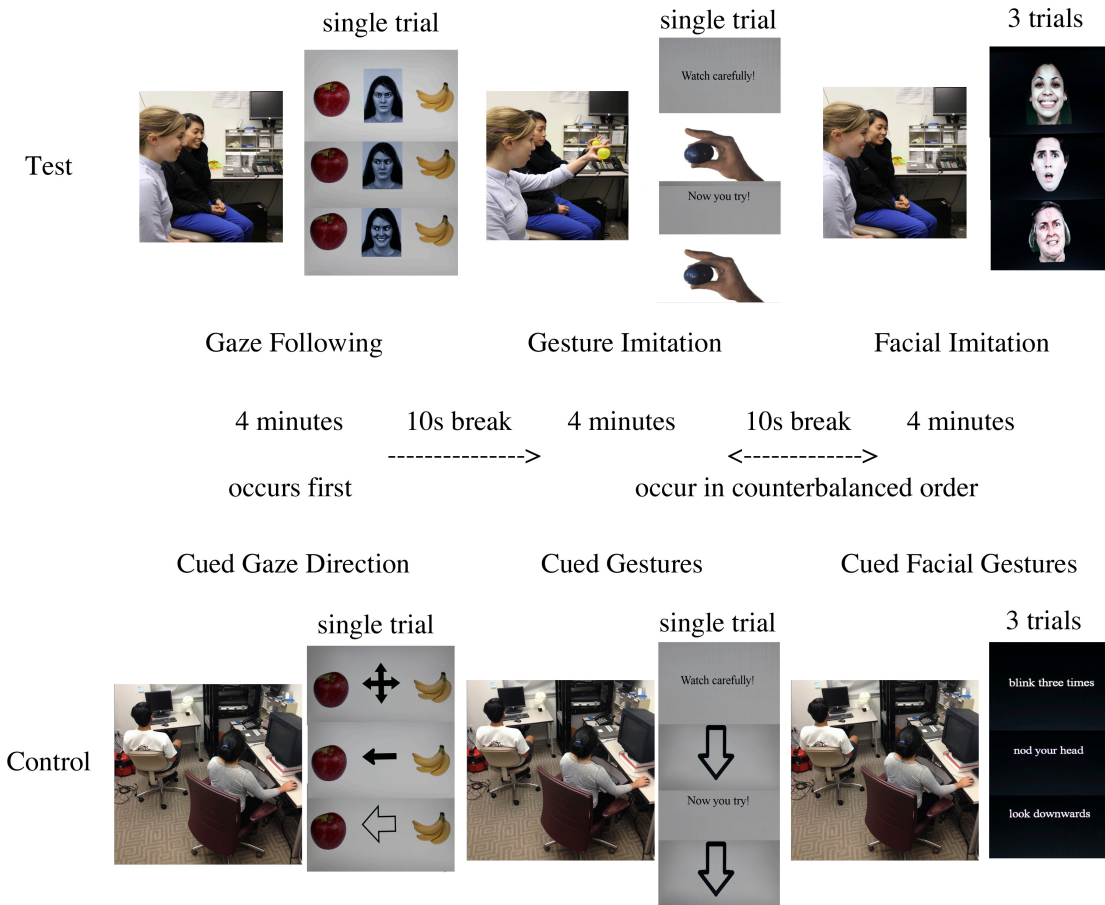 single trial
single trial
3 trials
Test
Watch carefully!
Now you try!
Gaze Following
Gesture Imitation
Facial Imitation
4 minutes
10s break
4 minutes
10s break
4 minutes
-------------->
<------------->
occurs first
occur in counterbalanced order
Cued Gaze Direction
Cued Gestures
Cued Facial Gestures
single trial
single trial
3 trials
Control
Watch carefully!
Now you try!
blink three times
nod your head
look downwards